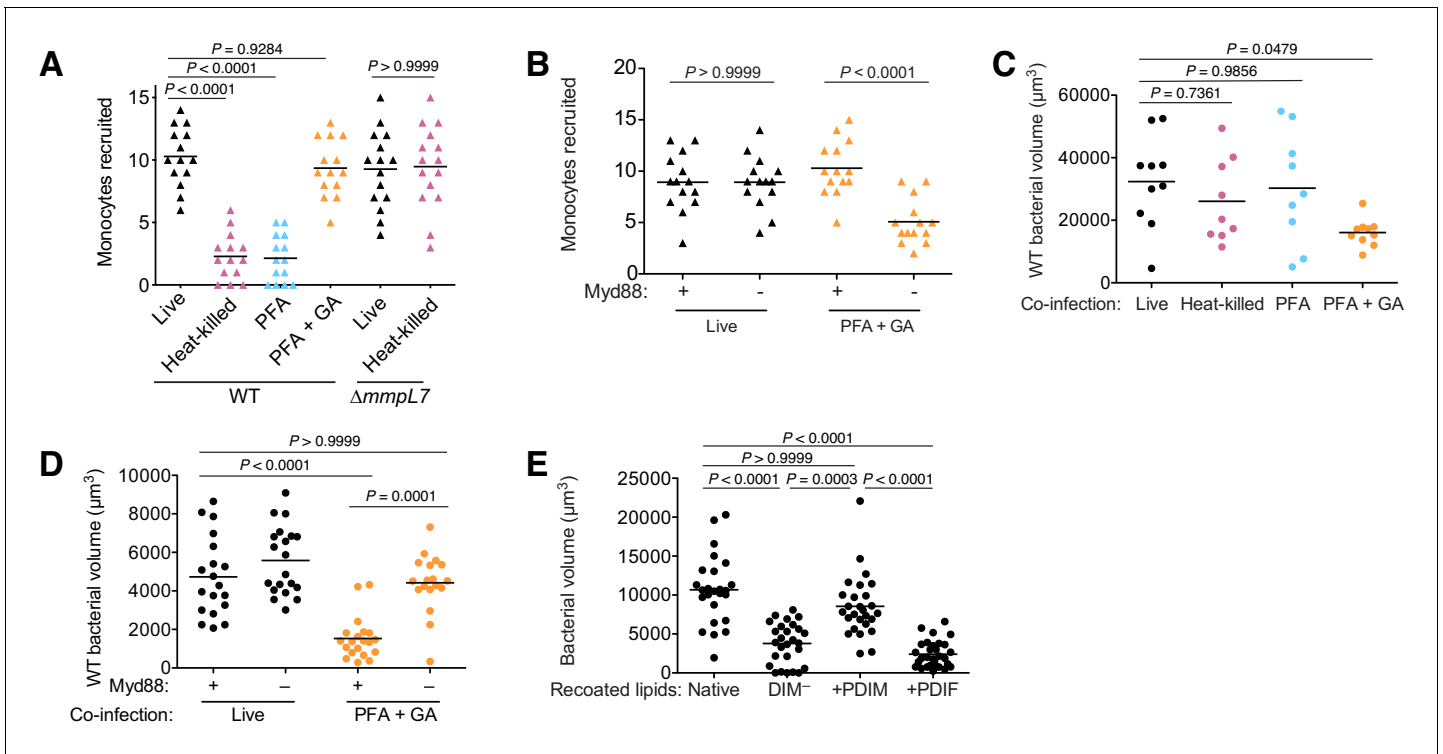 A
P = 0.9284
P < 0.0001
P < 0.0001
P > 0.9999
Monocytes recruited
15
10
5
0
Live
Heat-killed
PFA
PFA + GA
Live
Heat-killed
WT
ΔmmpL7
B
P > 0.9999
P < 0.0001
Monocytes recruited
20
15
10
5
0
Myd88: + - + -
Live
PFA + GA
C
P = 0.0479
P = 0.9856
P = 0.7361
WT bacterial volume (µm³)
60000
40000
20000
0
Co-infection: Live Heat-killed PFA PFA + GA
D
P > 0.9999
P < 0.0001
P = 0.0001
WT bacterial volume (µm³)
10000
8000
6000
4000
2000
0
Myd88: + – + –
Co-infection: Live PFA + GA
E
P < 0.0001
P > 0.9999
P < 0.0001 P = 0.0003 P < 0.0001
Bacterial volume (µm³)
25000
20000
15000
10000
5000
0
Recoated lipids: Native DIM⁻ +PDIM +PDIF